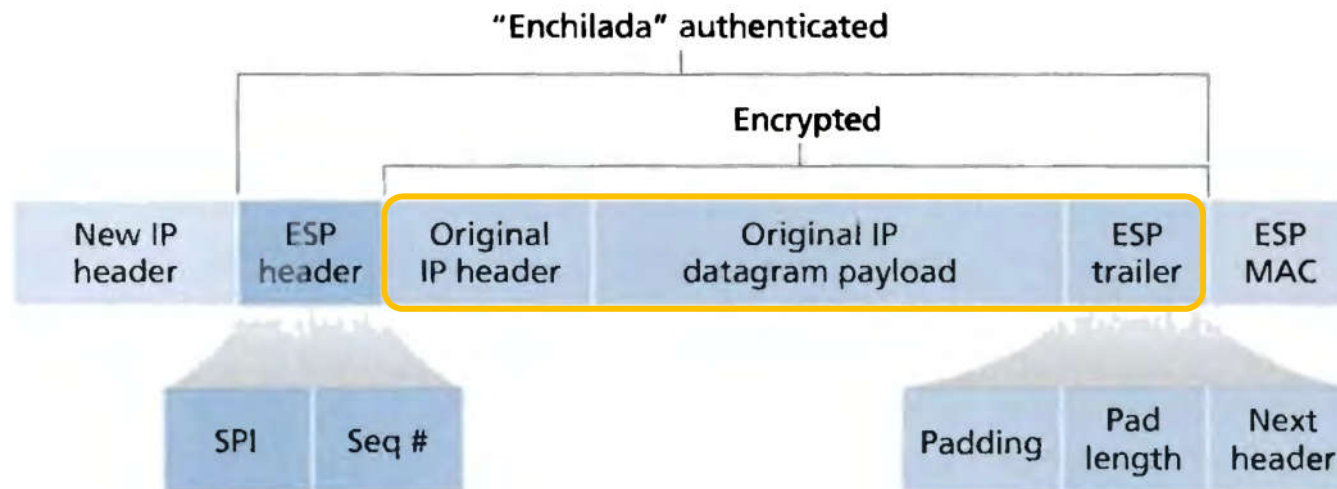 "Enchilada" authenticated
Encrypted
New IP
header
ESP
header
Original
IP header
Original IP
datagram payload
ESP
trailer
ESP
MAC
SPI
Seq #
Padding
Pad
length
Next
header